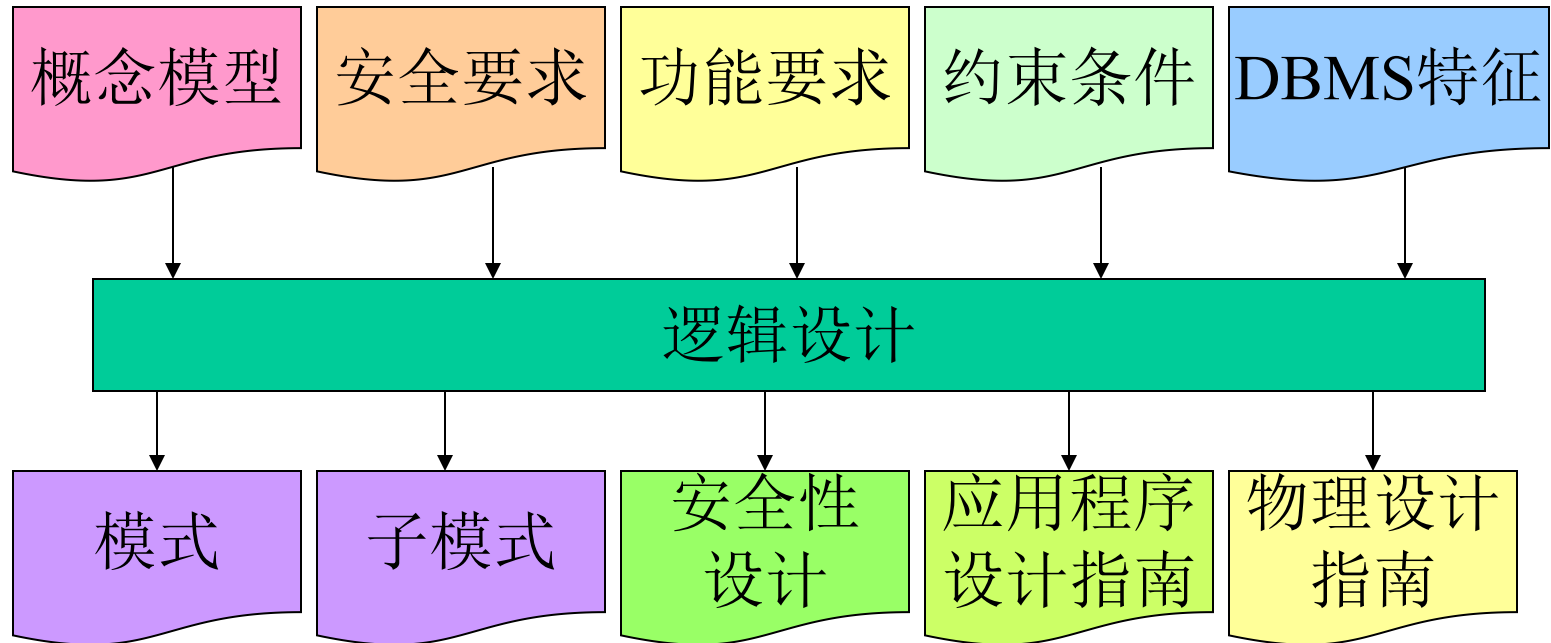 概念模型
安全要求
功能要求
约束条件
DBMS特征
逻辑设计
模式
子模式
安全性
设计
应用程序
设计指南
物理设计
指南